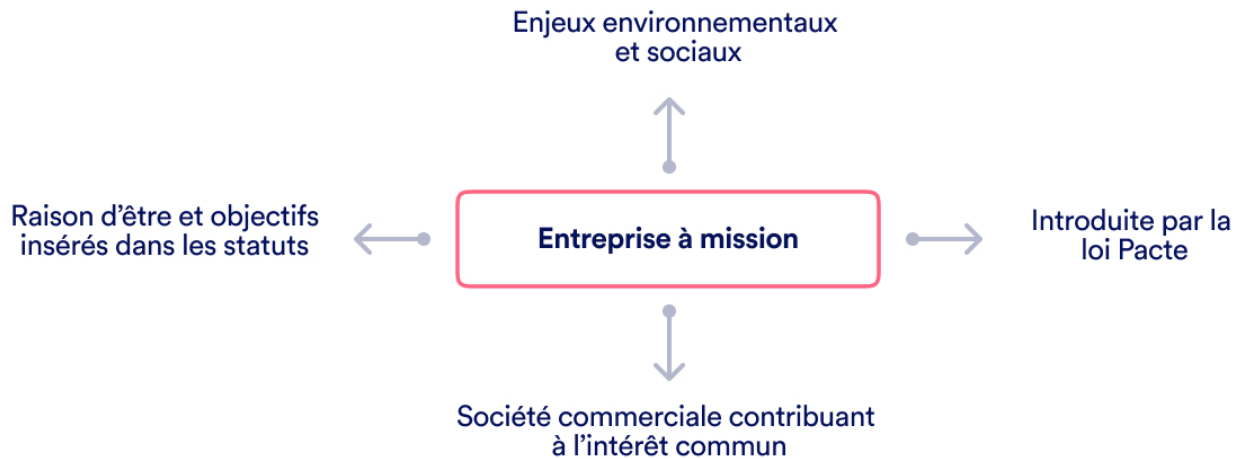 Enjeux environnementaux
et sociaux
Raison d’être et objectifs
insérés dans les statuts
Entreprise à mission
Introduite par la
loi Pacte
Société commerciale contribuant
à l’intérêt commun